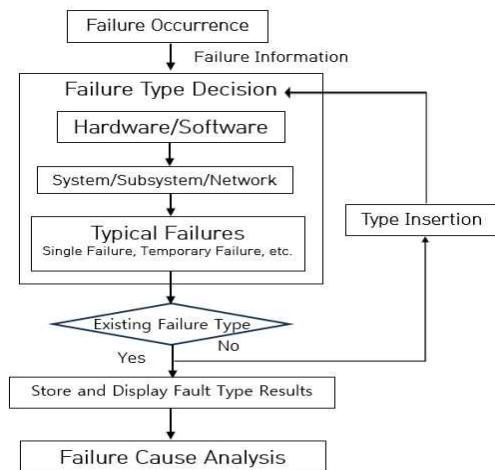 Failure Occurrence
Failure Information
Failure Type Decision
Hardware/Software
System/Subsystem/Network
Typical Failures
Single Failure, Temporary Failure, etc.
Type Insertion
Existing Failure Type
Yes
No
Store and Display Fault Type Results
Failure Cause Analysis